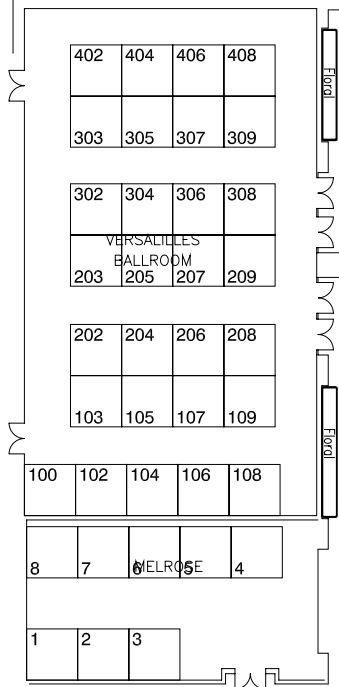 402 404 406 408
Floral
303 305 307 309
302 304 306 308
VERSALILLES
BALLROOM
203 205 207 209
202 204 206 208
Floral
103 105 107 109
100 102 104 106 108
MELROSE
8 7 6 5 4
1 2 3